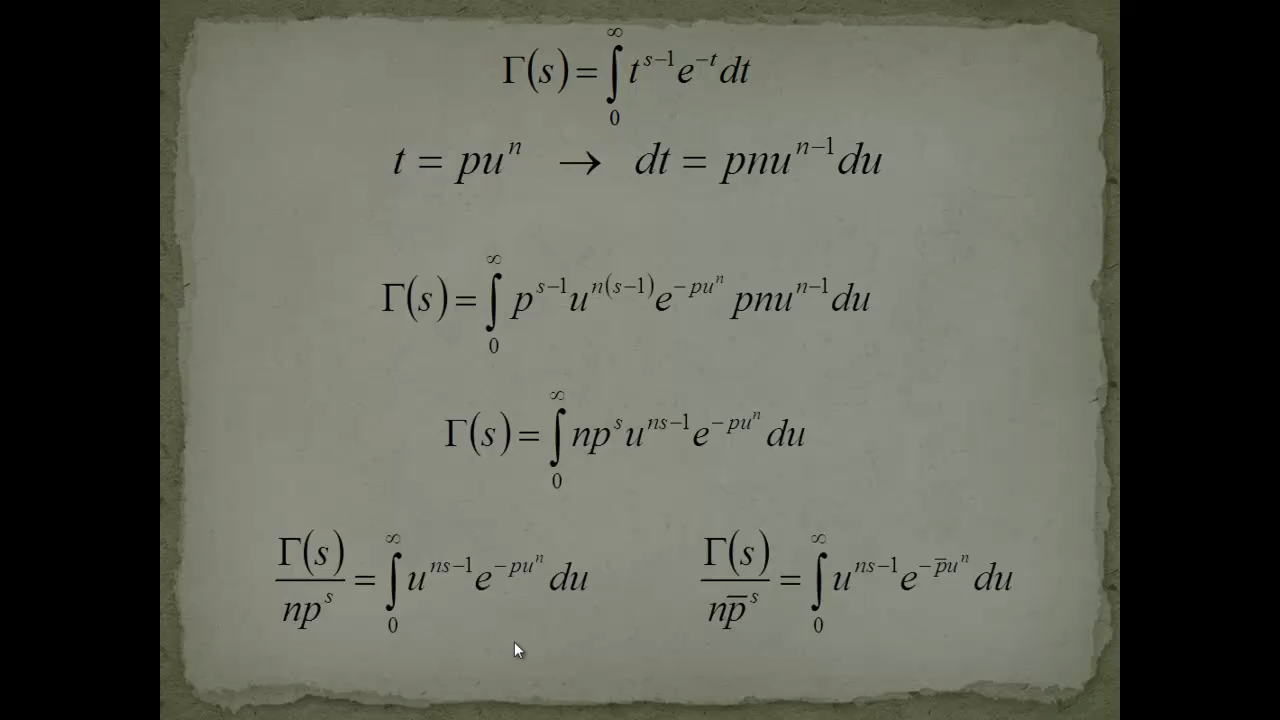 Γ(s) = ∫₀^∞ t^{s−1} e^{−t} dt
t = pu^n → dt = pnu^{n−1} du
Γ(s) = ∫₀^∞ p^{s−1} u^{n(s−1)} e^{−pu^n} pnu^{n−1} du
Γ(s) = ∫₀^∞ np^s u^{ns−1} e^{−pu^n} du
Γ(s)/(np^s) = ∫₀^∞ u^{ns−1} e^{−pu^n} du
Γ(s)/(np̅^s) = ∫₀^∞ u^{ns−1} e^{−p̅u^n} du